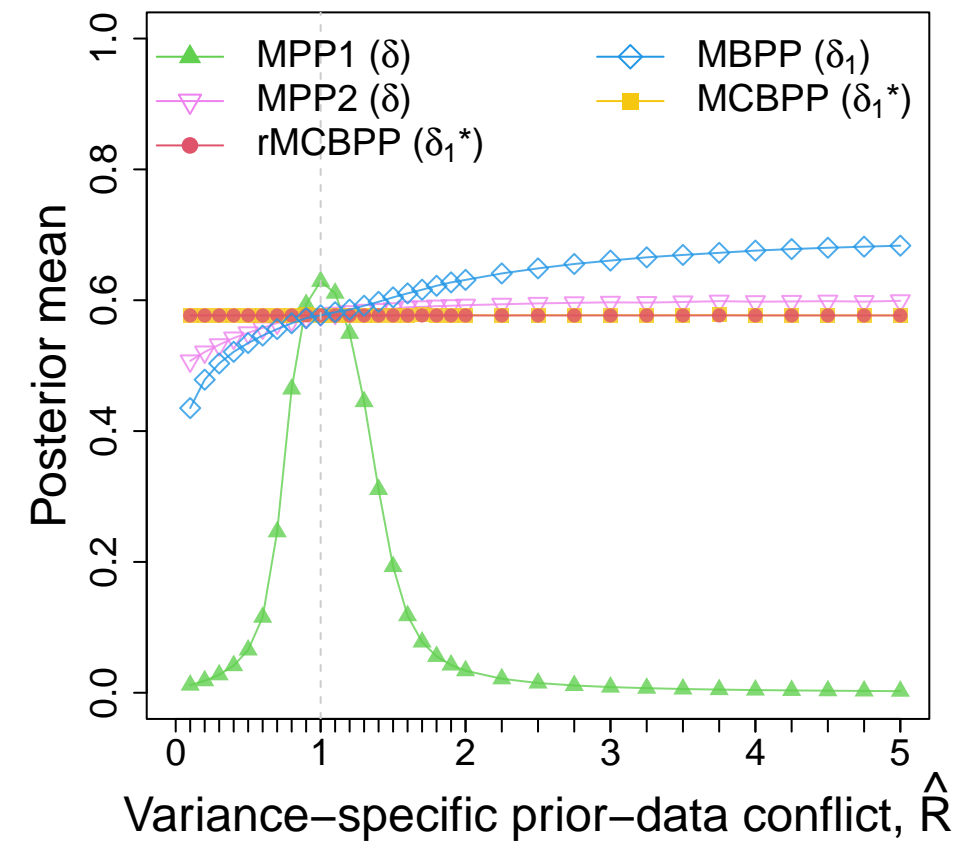 MPP1 (δ)
MPP2 (δ)
rMCBPP (δ₁*)
MBPP (δ₁)
MCBPP (δ₁*)
Posterior mean
1.0
0.8
0.6
0.4
0.2
0.0
0 1 2 3 4 5
Variance−specific prior−data conflict, R̂